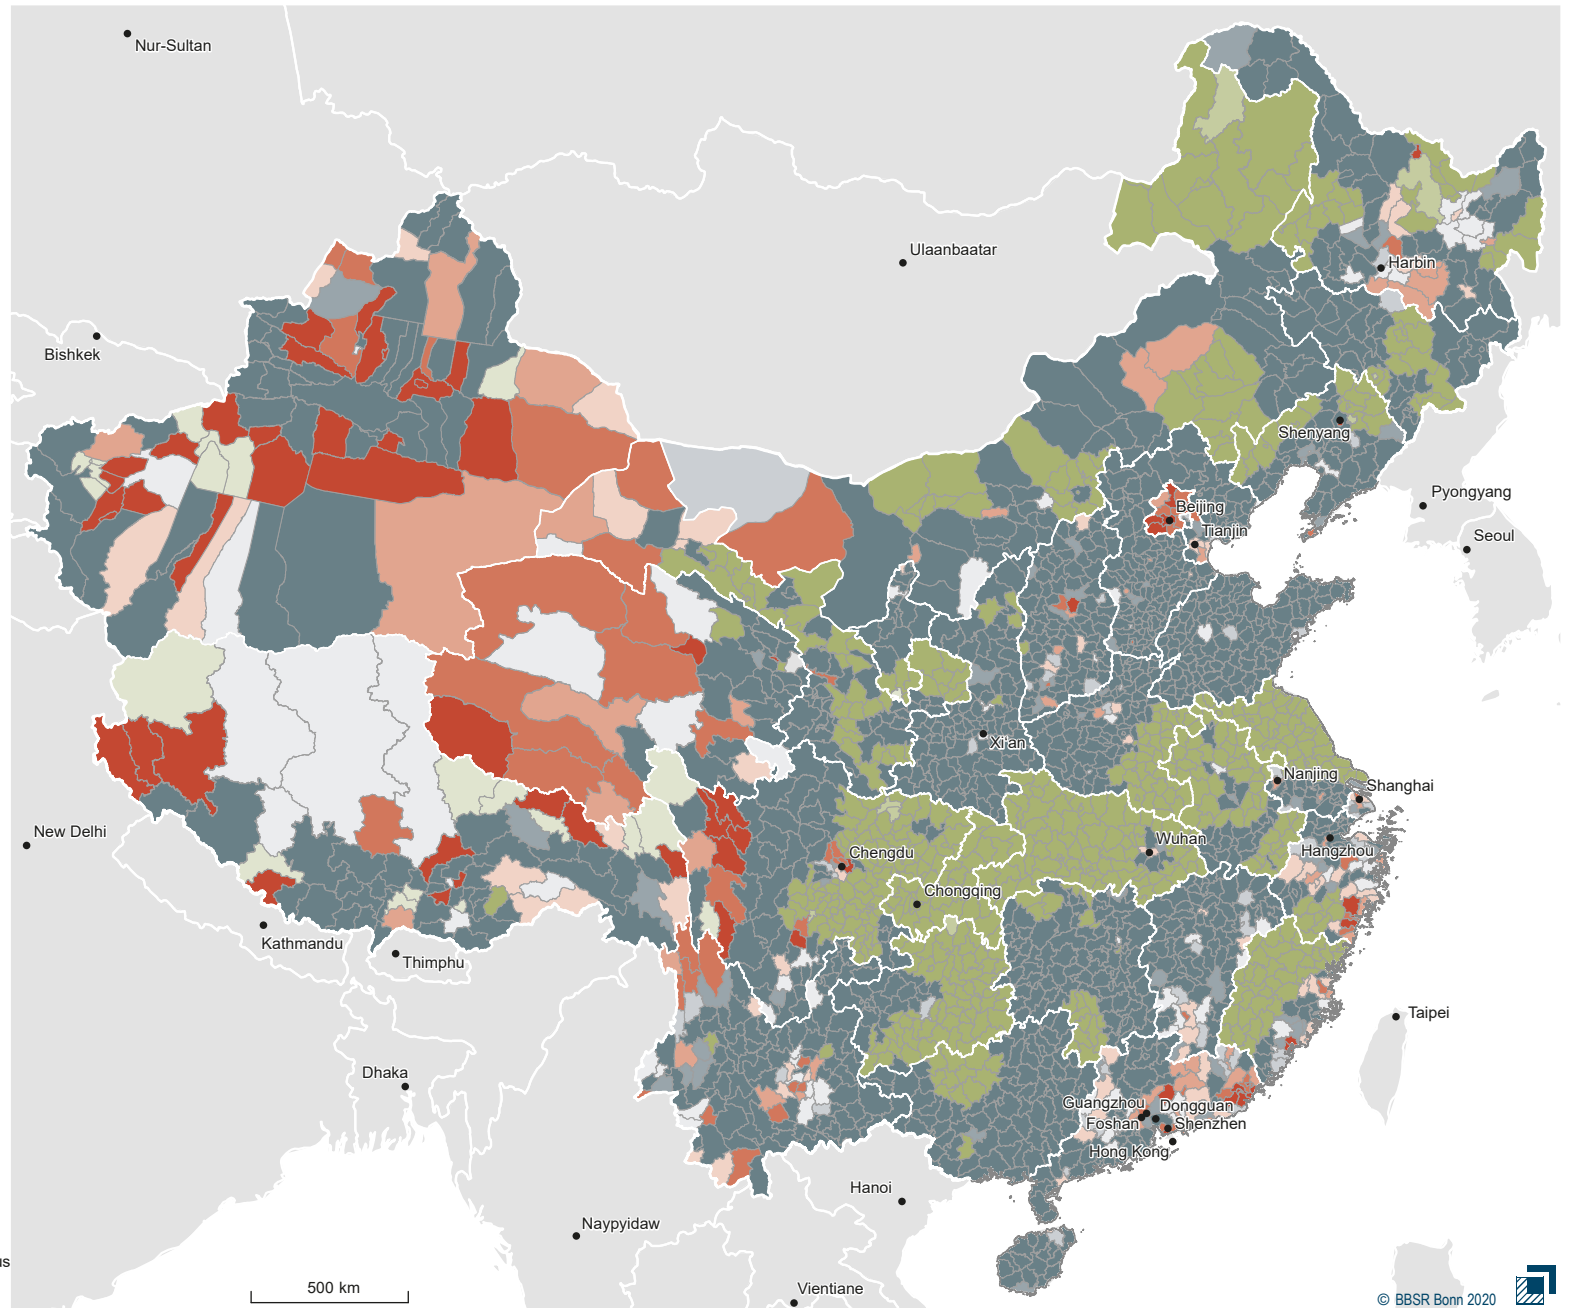 Nur-Sultan
Ulaanbaatar
Harbin
Bishkek
Shenyang
Pyongyang
Beijing
Tianjin
Seoul
Xi'an
Nanjing
Shanghai
New Delhi
Wuhan
Hangzhou
Chengdu
Chongqing
Kathmandu
Thimphu
Taipei
Dhaka
Guangzhou
Dongguan
Foshan
Shenzhen
Hong Kong
Hanoi
Naypyidaw
us
500 km
Vientiane
© BBSR Bonn 2020